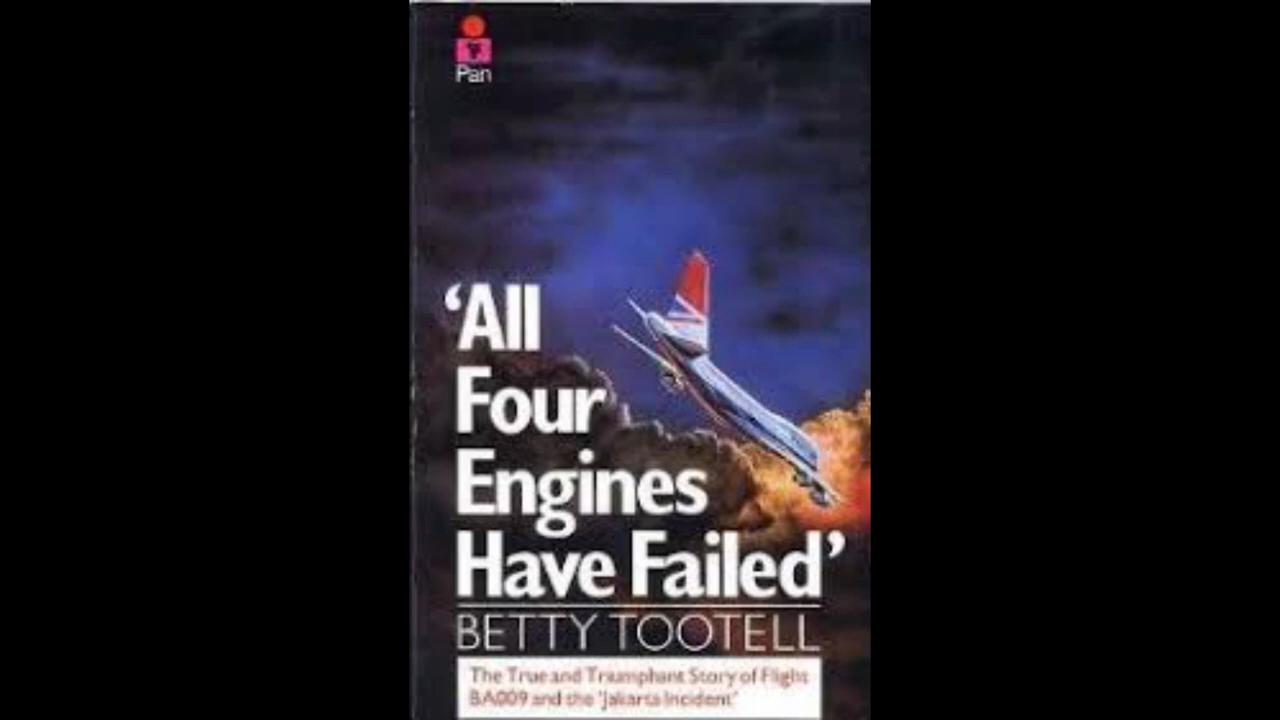 Pan
‘All
Four
Engines
Have Failed’
BETTY TOOTELL
The True and Triumphant Story of Flight
BA009 and the ‘Jakarta Incident’